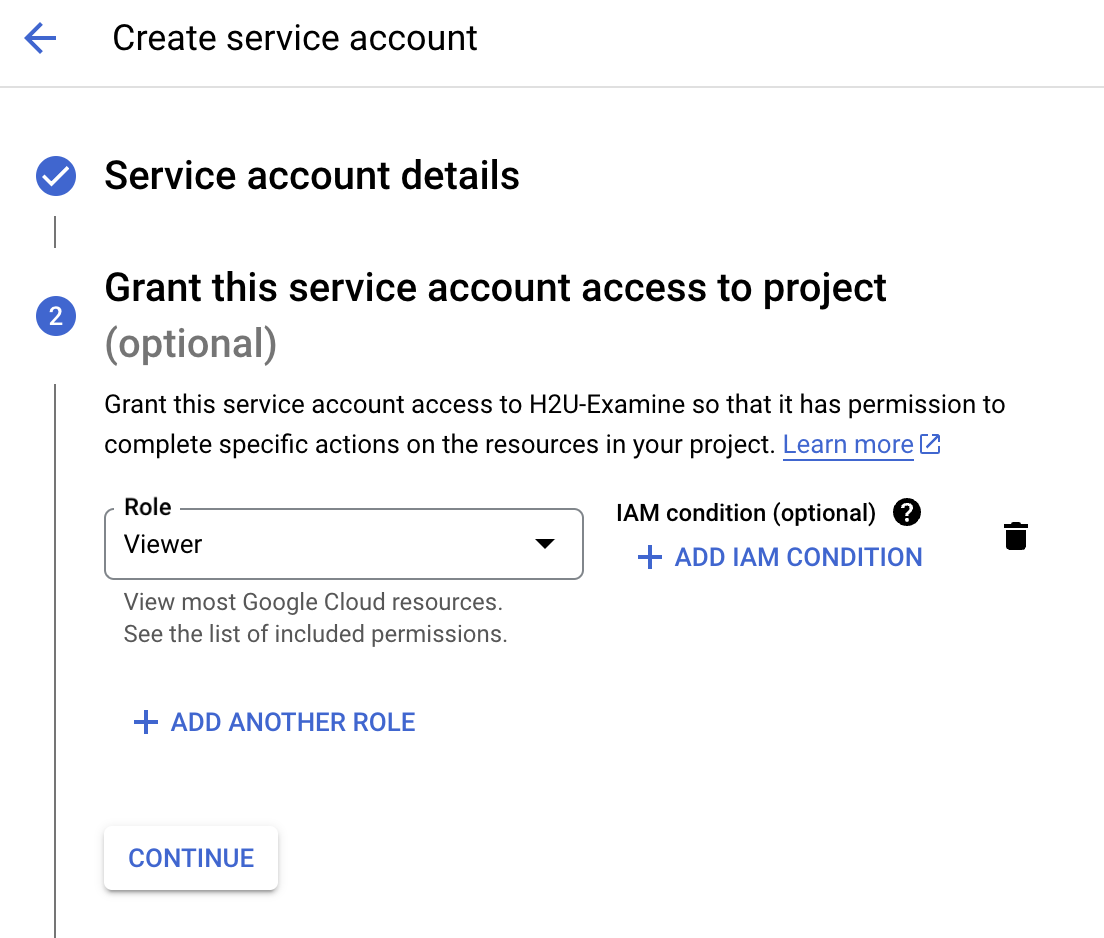 Create service account
Service account details
2
Grant this service account access to project
(optional)
Grant this service account access to H2U-Examine so that it has permission to
complete specific actions on the resources in your project. Learn more
Role
Viewer
IAM condition (optional) ?
+ ADD IAM CONDITION
View most Google Cloud resources.
See the list of included permissions.
+ ADD ANOTHER ROLE
CONTINUE